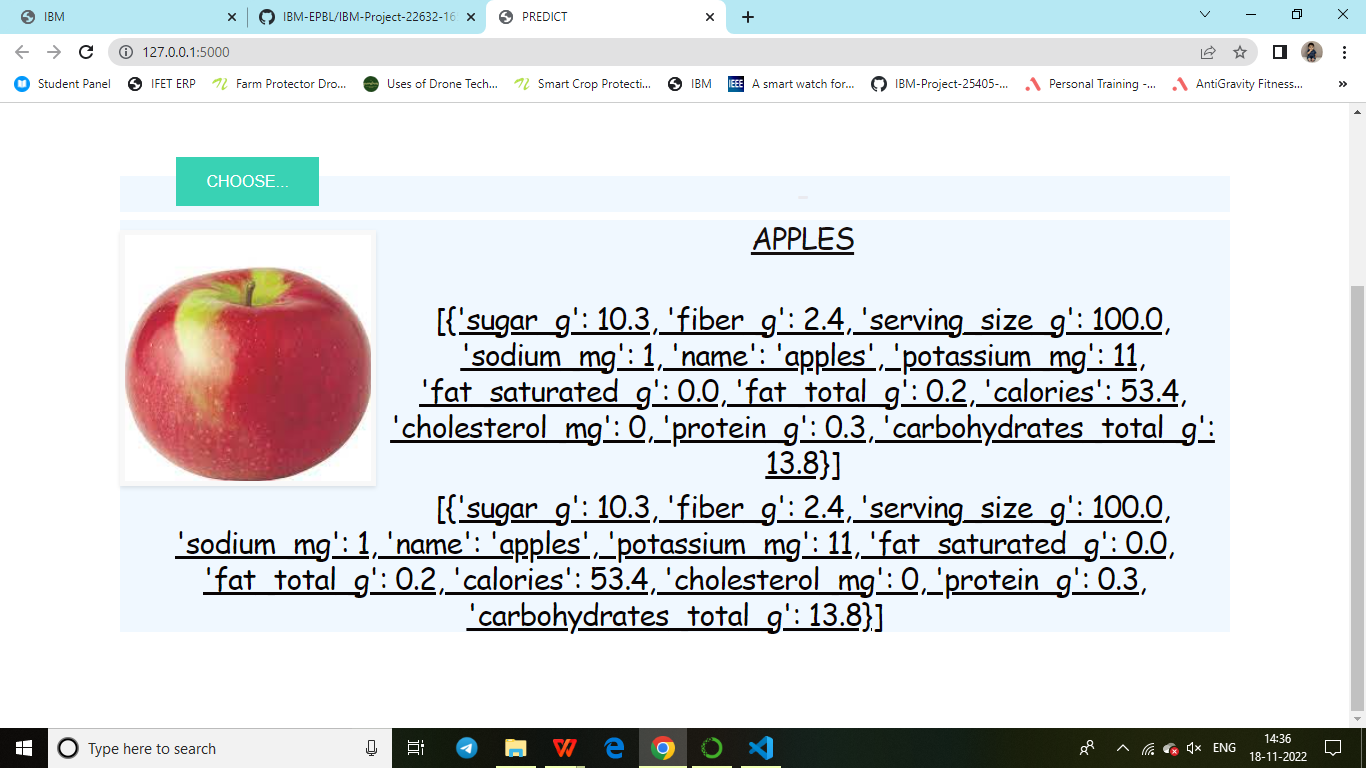 IBM
IBM-EPBL/IBM-Project-22632-16
PREDICT
127.0.0.1:5000
Student Panel
IFET ERP
Farm Protector Dro...
Uses of Drone Tech...
Smart Crop Protecti...
IBM
IEEE
A smart watch for...
IBM-Project-25405-...
Personal Training -...
AntiGravity Fitness...
»
CHOOSE...
APPLES
[{'sugar_g': 10.3, 'fiber_g': 2.4, 'serving_size_g': 100.0,
'sodium_mg': 1, 'name': 'apples', 'potassium_mg': 11,
'fat_saturated_g': 0.0, 'fat_total_g': 0.2, 'calories': 53.4,
'cholesterol_mg': 0, 'protein_g': 0.3, 'carbohydrates_total_g':
13.8}]
[{'sugar_g': 10.3, 'fiber_g': 2.4, 'serving_size_g': 100.0,
'sodium_mg': 1, 'name': 'apples', 'potassium_mg': 11, 'fat_saturated_g': 0.0,
'fat_total_g': 0.2, 'calories': 53.4, 'cholesterol_mg': 0, 'protein_g': 0.3,
'carbohydrates_total_g': 13.8}]
Type here to search
ENG
14:36
18-11-2022